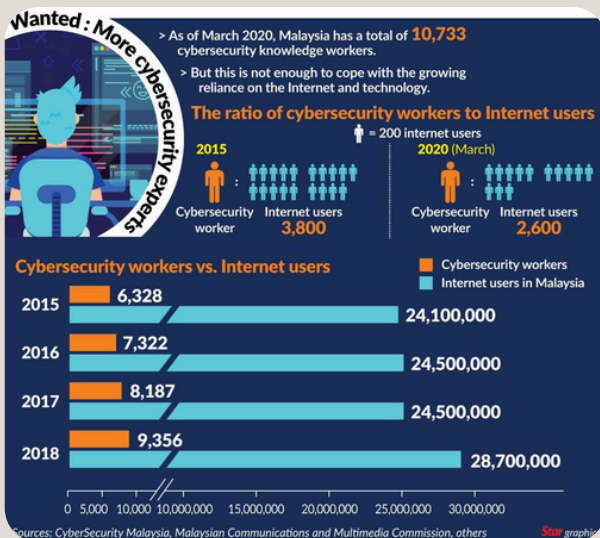 Wanted : More cybersecurity experts
> As of March 2020, Malaysia has a total of 10,733
cybersecurity knowledge workers.
> But this is not enough to cope with the growing
reliance on the Internet and technology.
The ratio of cybersecurity workers to Internet users
= 200 internet users
2015
:
Cybersecurity
worker
Internet users
3,800
2020 (March)
:
Cybersecurity
worker
Internet users
2,600
Cybersecurity workers vs. Internet users
Cybersecurity workers
Internet users in Malaysia
2015
6,328
24,100,000
2016
7,322
24,500,000
2017
8,187
24,500,000
2018
9,356
28,700,000
0 5,000 10,000 10,000,000 15,000,000 20,000,000 25,000,000 30,000,000
Sources: CyberSecurity Malaysia, Malaysian Communications and Multimedia Commission, others
Star graphic